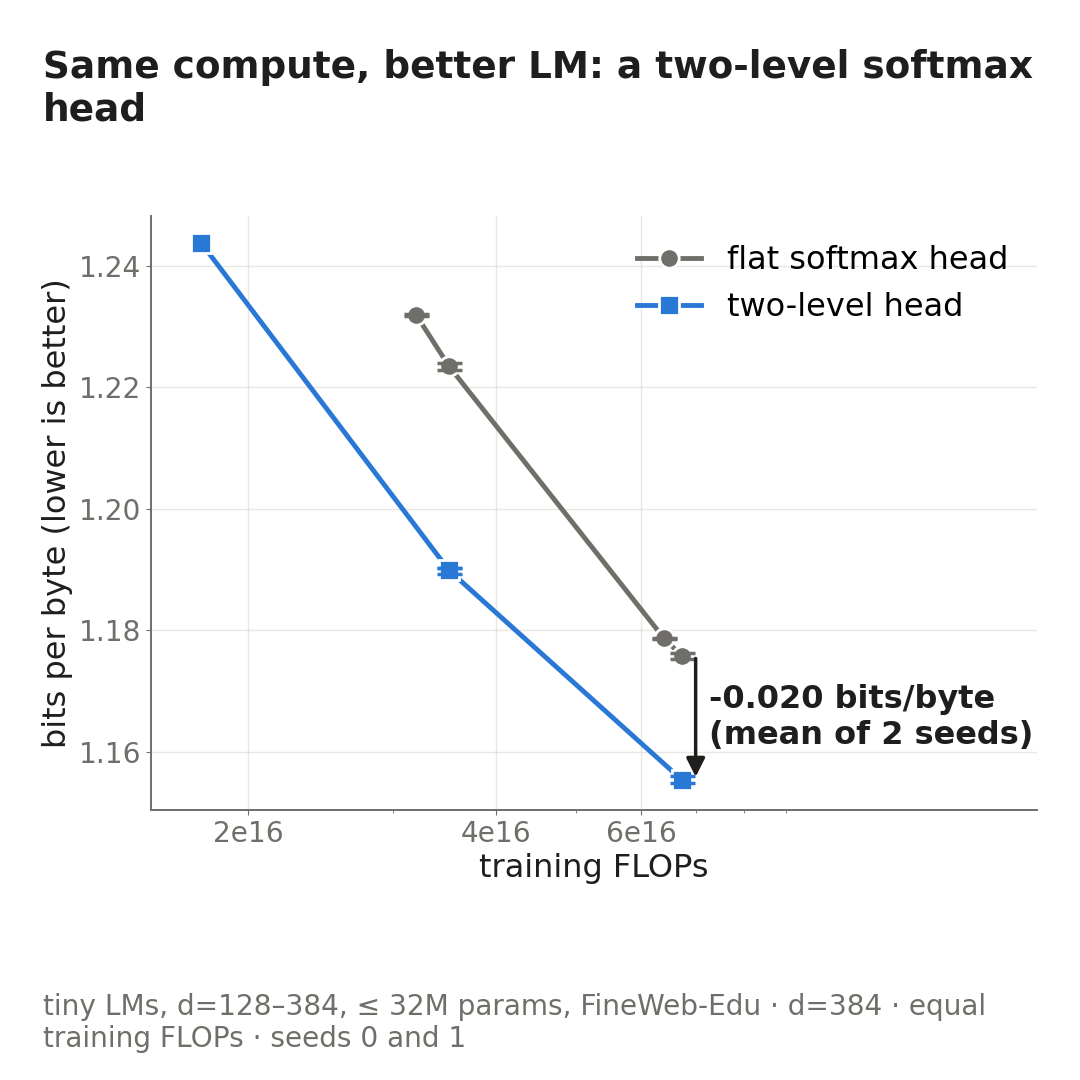 Same compute, better LM: a two-level softmax
head
flat softmax head
two-level head
bits per byte (lower is better)
1.24
1.22
1.20
1.18
1.16
-0.020 bits/byte
(mean of 2 seeds)
2e16
4e16
6e16
training FLOPs
tiny LMs, d=128–384, ≤ 32M params, FineWeb-Edu · d=384 · equal
training FLOPs · seeds 0 and 1